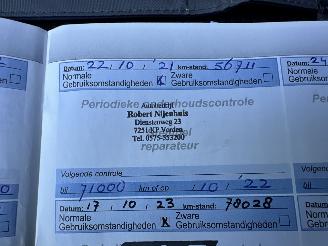 Datum: 22.10.'21 km-stand: 56711
Normale Zware
Gebruiksomstandigheden X Gebruiksomstandigheden
Periodieke onderhoudscontrole
Autobedrijf
Robert Nijenhuis
Dienstenweg 23
7251 KP Vorden
Tel. 0575-553200
reparateur
Volgende controle
bij 71000 km of op / 10 / '22
Datum: 17 10 23 km-stand: 78028
Normale Zware
Gebruiksomstandigheden X Gebruiksomstandigheden